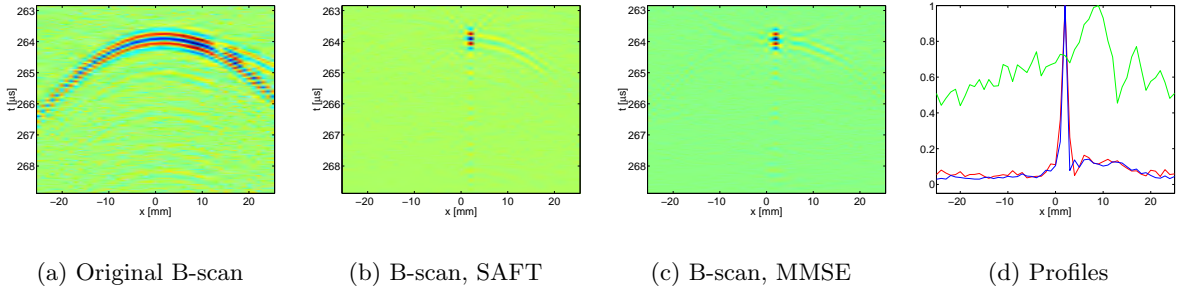 263
264
265
266
267
268
t [µs]
−20 −10 0 10 20
x [mm]
(a) Original B-scan
263
264
265
266
267
268
t [µs]
−20 −10 0 10 20
x [mm]
(b) B-scan, SAFT
263
264
265
266
267
268
t [µs]
−20 −10 0 10 20
x [mm]
(c) B-scan, MMSE
1
0.8
0.6
0.4
0.2
0
−20 −10 0 10 20
x [mm]
(d) Profiles